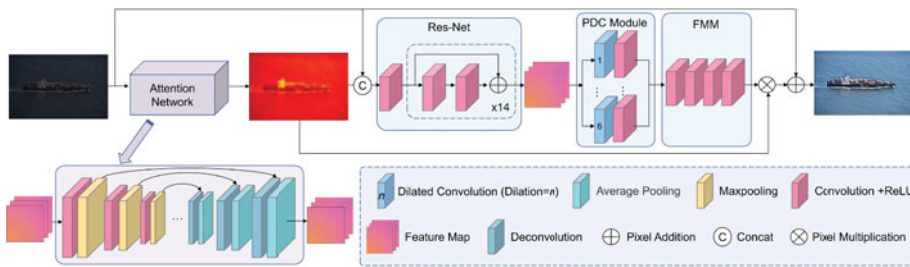 Res-Net
PDC Module
FMM
Attention
Network
C
x14
1
6
n
Dilated Convolution (Dilation=n)
Average Pooling
Maxpooling
Convolution +ReLU
Feature Map
Deconvolution
Pixel Addition
C
Concat
Pixel Multiplication